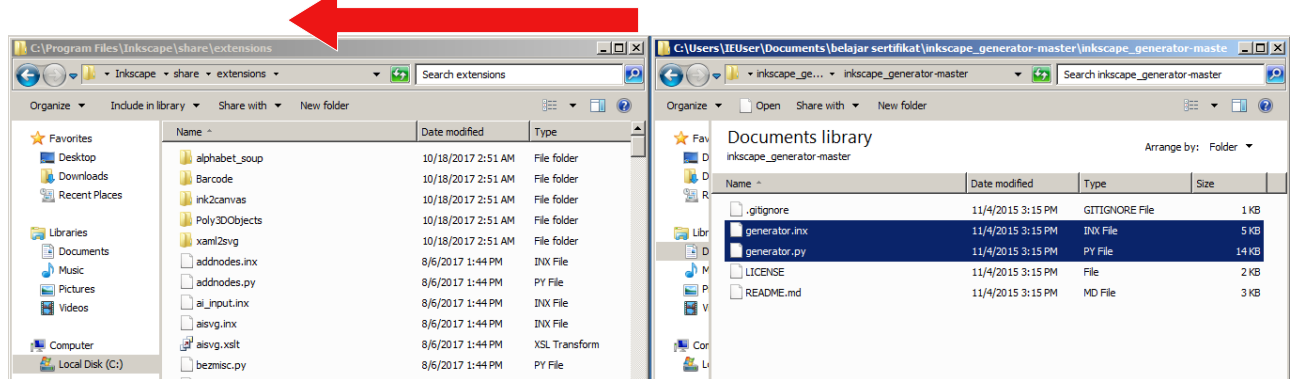 C:\Program Files\Inkscape\share\extensions
Inkscape share extensions
Search extensions
Organize Include in library Share with New folder
Favorites
Desktop
Downloads
Recent Places
Libraries
Documents
Music
Pictures
Videos
Computer
Local Disk (C:)
Name Date modified Type
alphabet_soup 10/18/2017 2:51 AM File folder
Barcode 10/18/2017 2:51 AM File folder
ink2canvas 10/18/2017 2:51 AM File folder
Poly3DObjects 10/18/2017 2:51 AM File folder
xaml2svg 10/18/2017 2:51 AM File folder
addnodes.inx 8/6/2017 1:44 PM INX File
addnodes.py 8/6/2017 1:44 PM PY File
ai_input.inx 8/6/2017 1:44 PM INX File
aisvg.inx 8/6/2017 1:44 PM INX File
aisvg.xslt 8/6/2017 1:44 PM XSL Transform
bezmisc.py 8/6/2017 1:44 PM PY File
C:\Users\IEUser\Documents\belajar sertifikat\inkscape_generator-master\inkscape_generator-maste
inkscape_ge... inkscape_generator-master
Search inkscape_generator-master
Organize Open Share with New folder
Fav
D
D
R
Libr
D
M
P
V
Cor
Lo
Documents library
inkscape_generator-master
Arrange by: Folder
Name Date modified Type Size
.gitignore 11/4/2015 3:15 PM GITIGNORE File 1 KB
generator.inx 11/4/2015 3:15 PM INX File 5 KB
generator.py 11/4/2015 3:15 PM PY File 14 KB
LICENSE 11/4/2015 3:15 PM File 2 KB
README.md 11/4/2015 3:15 PM MD File 3 KB